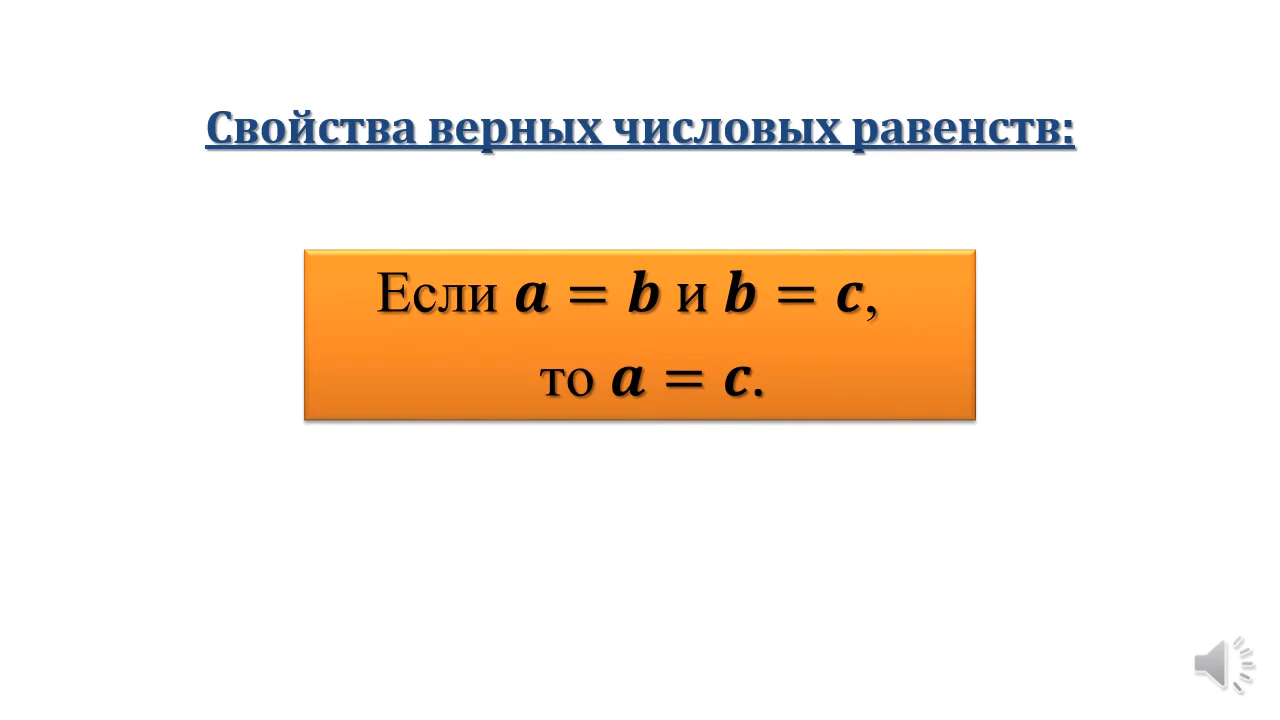 Свойства верных числовых равенств:
Если a = b и b = c,
то a = c.